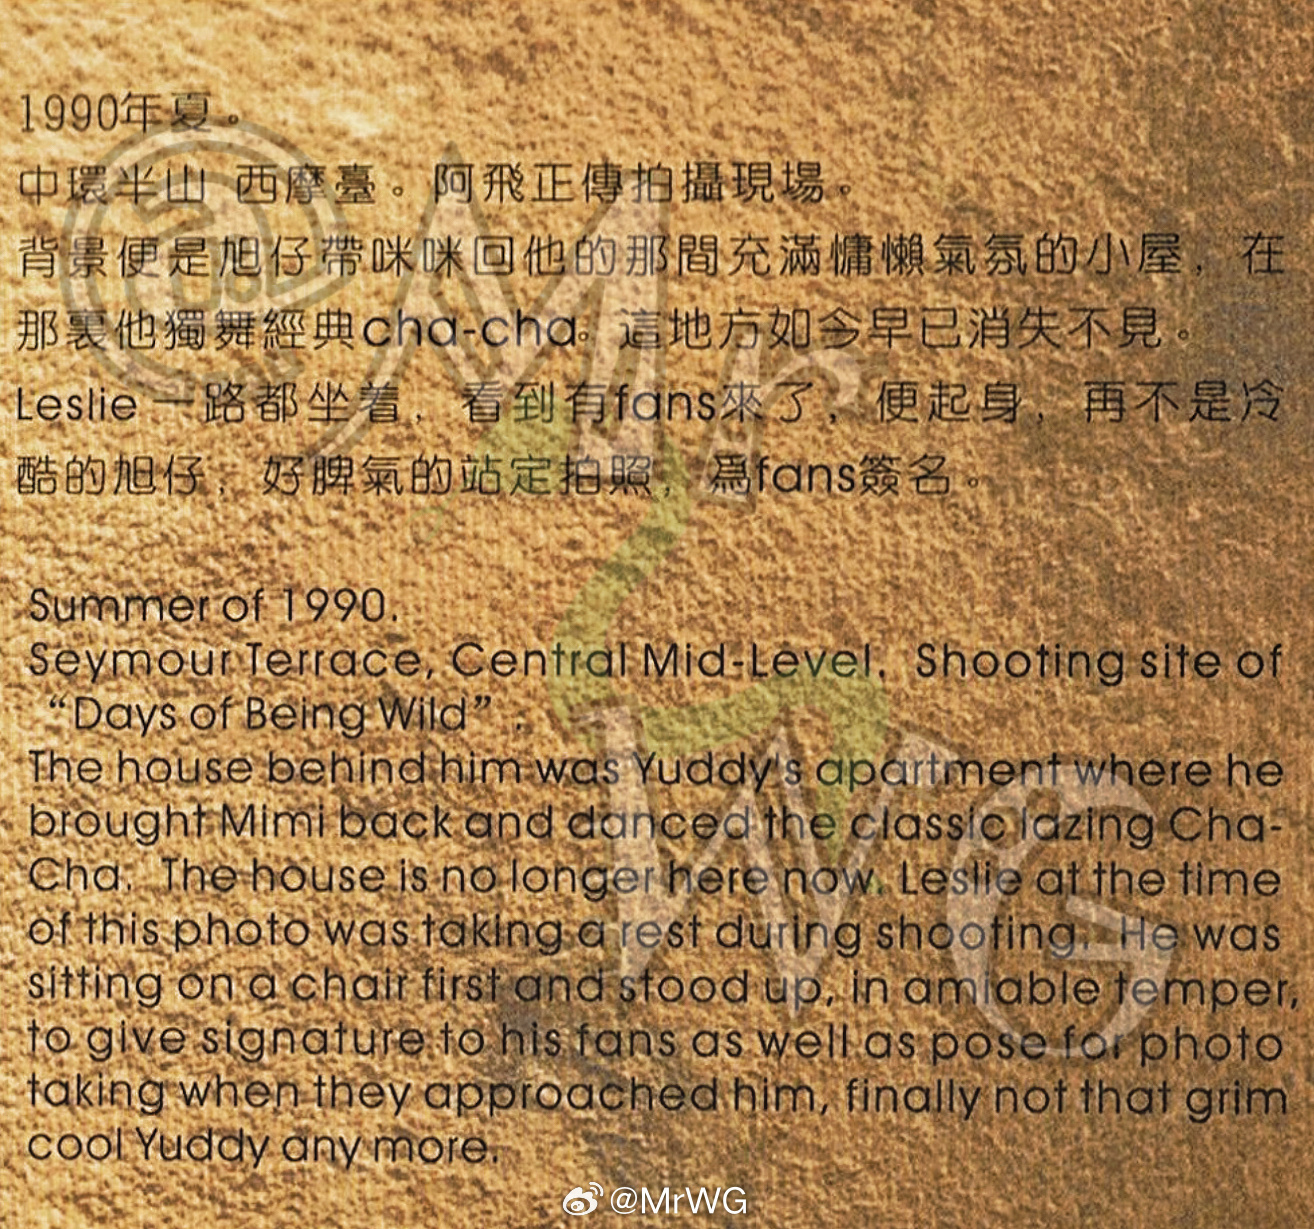 1990年夏。
中環半山 西摩臺。阿飛正傳拍攝現場。
背景便是旭仔帶咪咪回他的那間充滿慵懶氣氛的小屋，在
那裏他獨舞經典cha-cha。這地方如今早已消失不見。
Leslie 一路都坐着，看到有fans來了，便起身，再不是冷
酷的旭仔，好脾氣的站定拍照，爲fans簽名。
Summer of 1990.
Seymour Terrace, Central Mid-Level. Shooting site of
“Days of Being Wild”.
The house behind him was Yuddy's apartment where he
brought Mimi back and danced the classic lazing Cha-
Cha. The house is no longer here now. Leslie at the time
of this photo was taking a rest during shooting. He was
sitting on a chair first and stood up, in amiable temper,
to give signature to his fans as well as pose for photo
taking when they approached him, finally not that grim
cool Yuddy any more.
Mr
WG
@MrWG